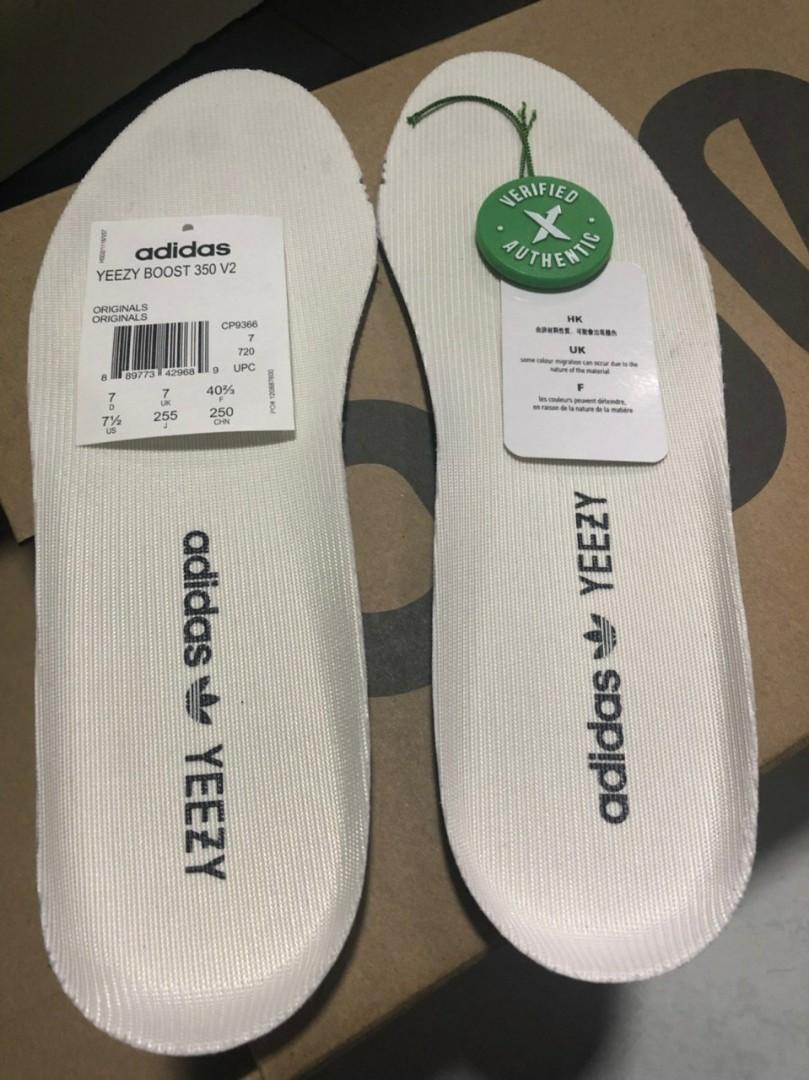 adidas
YEEZY BOOST 350 V2
ORIGINALS
ORIGINALS
CP9366
7
720
UPC
8 89773 42968 9
7 7 40⅔
D UK F
7½ 255 250
US J CHN
VERIFIED
X
AUTHENTIC
HK
UK
some colour migration can occur due to the
nature of the material
F
les couleurs peuvent déteindre,
en raison de la nature de la matière
adidas YEEZY
adidas YEEZY